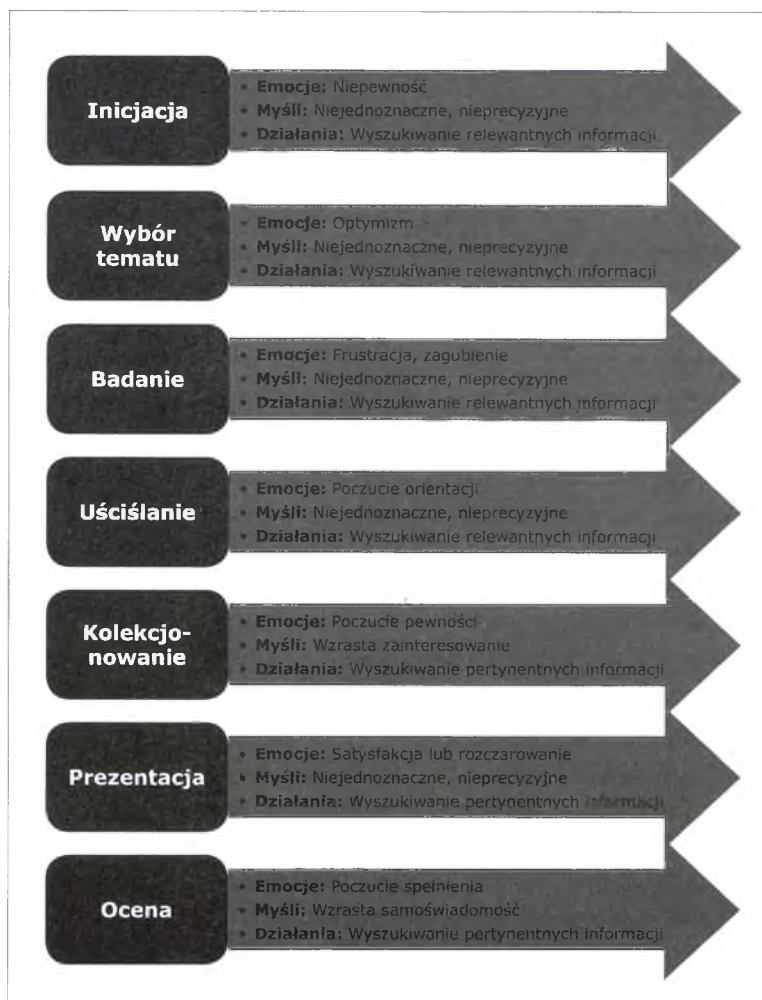 Inicjacja
• Emocje: Niepewność
• Myśli: Niejednoznaczne, nieprecyzyjne
• Działania: Wyszukiwanie relewantnych informacji
Wybór
tematu
• Emocje: Optymizm
• Myśli: Niejednoznaczne, nieprecyzyjne
• Działania: Wyszukiwanie relewantnych informacji
Badanie
• Emocje: Frustracja, zagubienie
• Myśli: Niejednoznaczne, nieprecyzyjne
• Działania: Wyszukiwanie relewantnych informacji
Uściślanie
• Emocje: Poczucie orientacji
• Myśli: Niejednoznaczne, nieprecyzyjne
• Działania: Wyszukiwanie relewantnych informacji
Kolekcjo-
nowanie
• Emocje: Poczucie pewności
• Myśli: Wzrasta zainteresowanie
• Działania: Wyszukiwanie pertynentnych informacji
Prezentacja
• Emocje: Satysfakcja lub rozczarowanie
• Myśli: Niejednoznaczne, nieprecyzyjne
• Działania: Wyszukiwanie pertynentnych informacji
Ocena
• Emocje: Poczucie spełnienia
• Myśli: Wzrasta samoświadomość
• Działania: Wyszukiwanie pertynentnych informacji